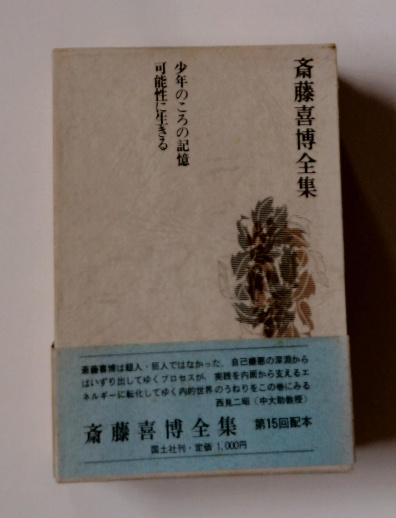 斎藤喜博全集
少年のころの記憶
可能性に生きる
斎藤喜博は超人・巨人ではなかった。自己嫌悪の深淵から
はいずり出してゆくプロセスが、実践を内面から支えるエ
ネルギーに転化してゆく内的世界のうねりをこの巻にみる
西見二昭(中大助教授)
斎藤喜博全集 第15回配本
国土社刊・定価1,000円